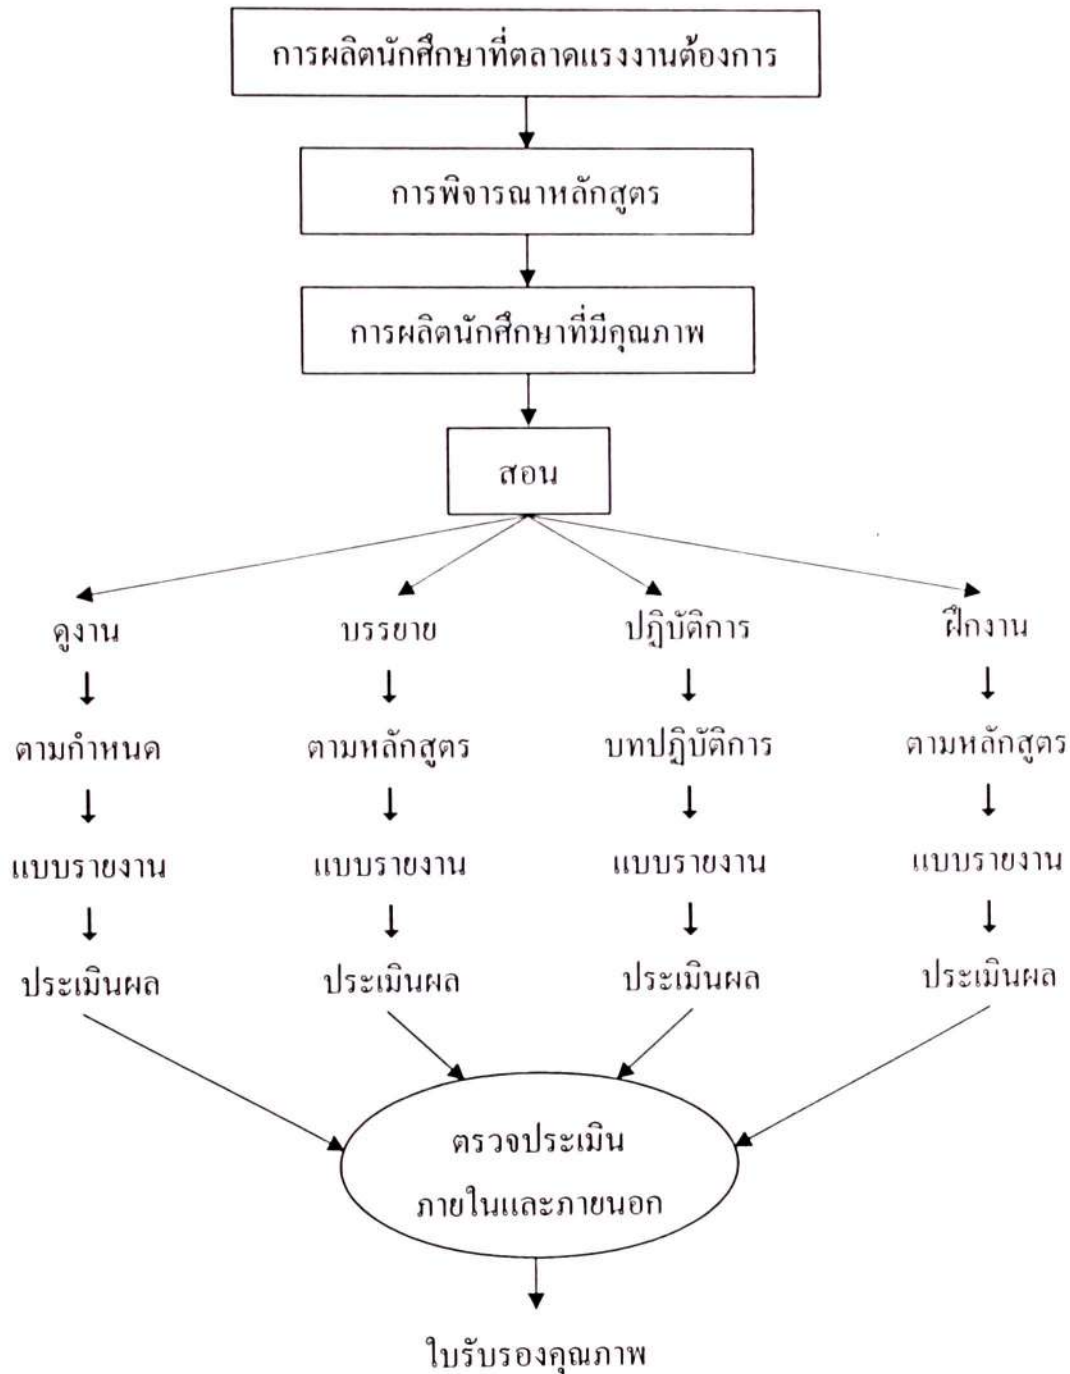 การผลิตนักศึกษาที่ตลาดแรงงานต้องการ
การพิจารณาหลักสูตร
การผลิตนักศึกษาที่มีคุณภาพ
สอน
ดูงาน บรรยาย ปฏิบัติการ ฝึกงาน
ตามกำหนด ตามหลักสูตร บทปฏิบัติการ ตามหลักสูตร
แบบรายงาน แบบรายงาน แบบรายงาน แบบรายงาน
ประเมินผล ประเมินผล ประเมินผล ประเมินผล
ตรวจประเมิน
ภายในและภายนอก
ใบรับรองคุณภาพ